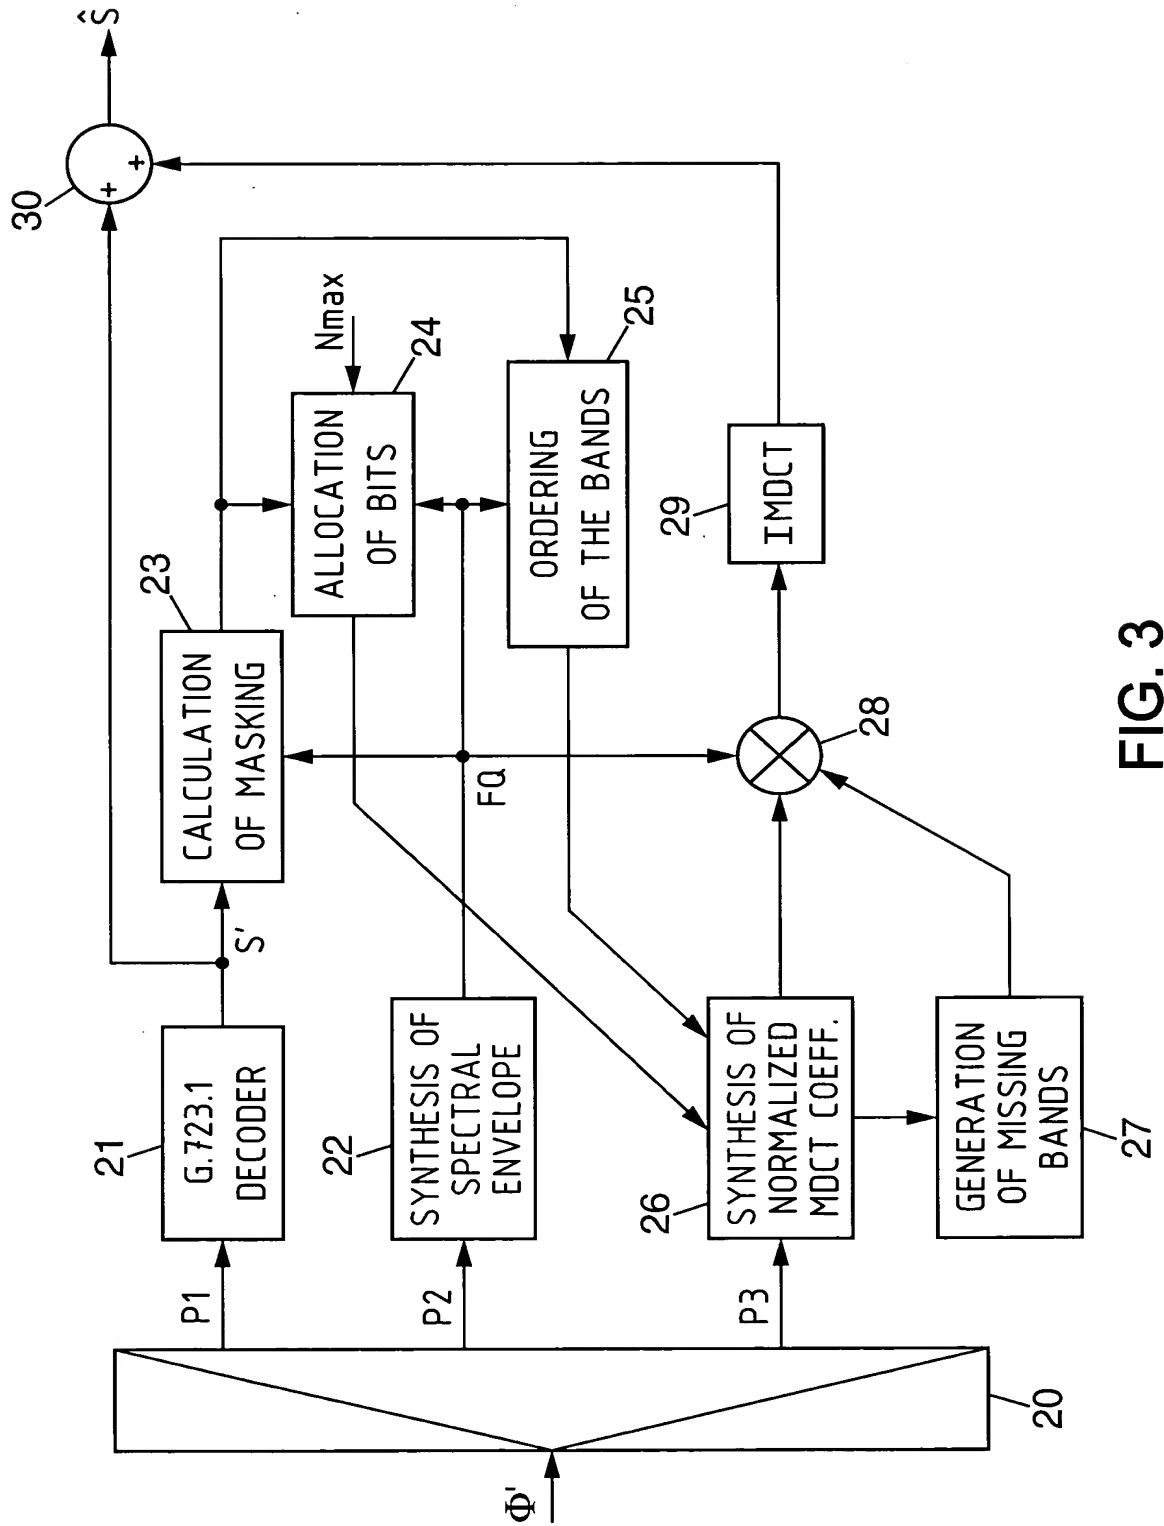 Φ'
20
P1
P2
P3
21
G.723.1
DECODER
22
SYNTHESIS OF
SPECTRAL
ENVELOPE
26
SYNTHESIS OF
NORMALIZED
MDCT COEFF.
GENERATION
OF MISSING
BANDS
27
S'
FQ
23
CALCULATION
OF MASKING
ALLOCATION
OF BITS
24
Nmax
ORDERING
OF THE BANDS
25
28
29
IMDCT
30
+
+
Ŝ
FIG. 3